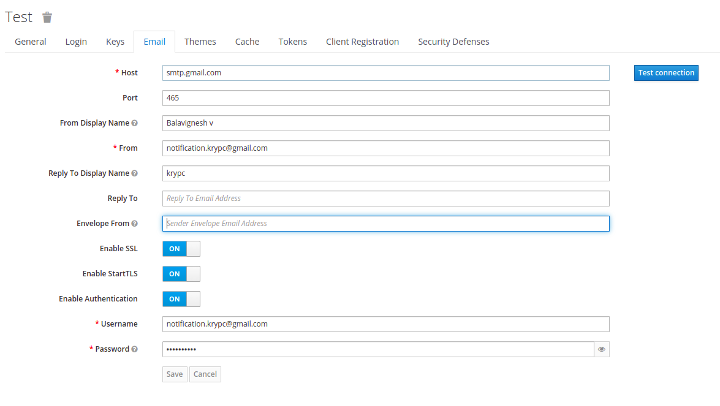 Test
General Login Keys Email Themes Cache Tokens Client Registration Security Defenses
* Host smtp.gmail.com Test connection
Port 465
From Display Name Balavignesh v
* From notification.krypc@gmail.com
Reply To Display Name krypc
Reply To Reply To Email Address
Envelope From Sender Envelope Email Address
Enable SSL ON
Enable StartTLS ON
Enable Authentication ON
* Username notification.krypc@gmail.com
* Password ••••••••••
Save Cancel